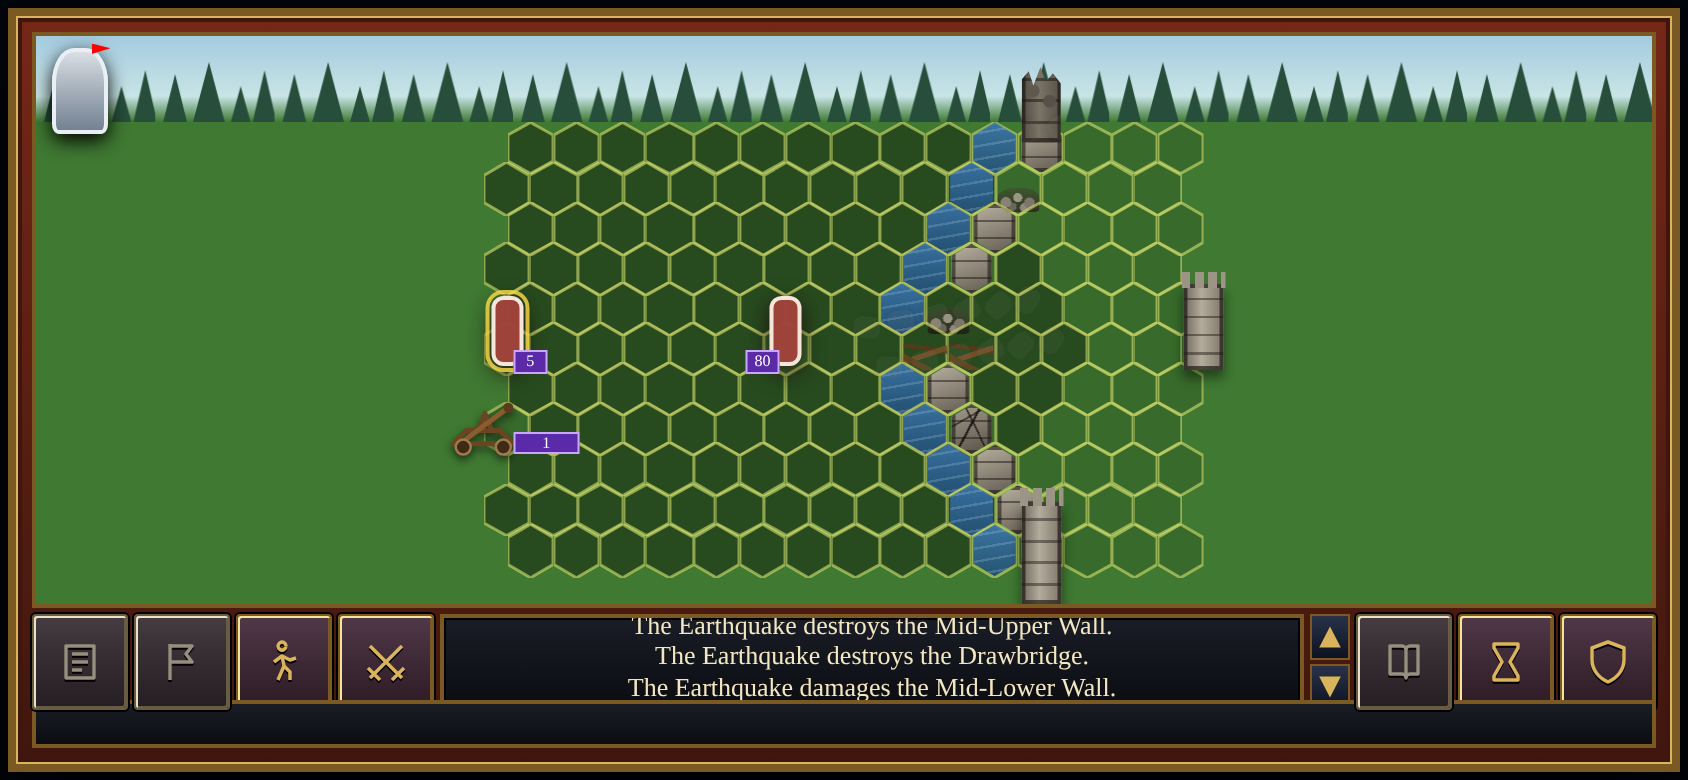 5
80
1
The Earthquake destroys the Mid-Upper Wall.
The Earthquake destroys the Drawbridge.
The Earthquake damages the Mid-Lower Wall.